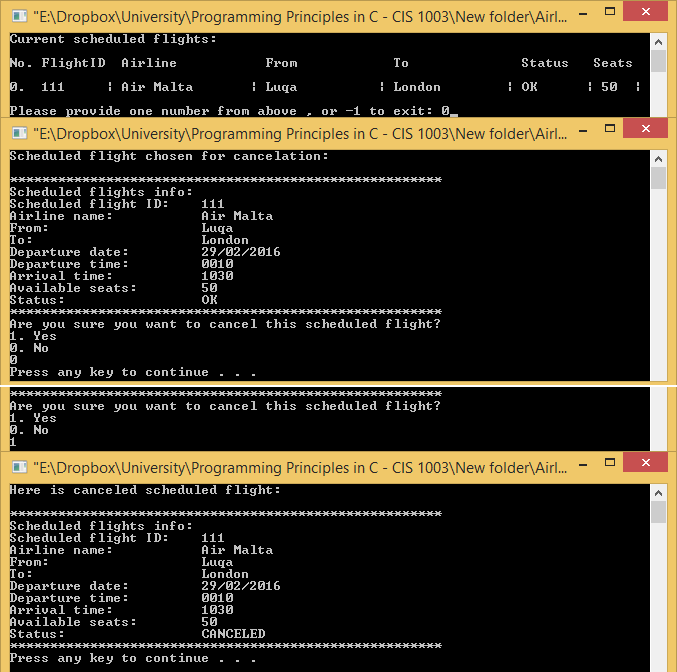 "E:\Dropbox\University\Programming Principles in C - CIS 1003\New folder\Airl...
Current scheduled flights:
No. FlightID  Airline           From            To              Status   Seats
0.  111     ¦ Air Malta       ¦ Luqa          ¦ London        ¦ OK      ¦ 50  ¦
Please provide one number from above , or -1 to exit: 0_
"E:\Dropbox\University\Programming Principles in C - CIS 1003\New folder\Airl...
Scheduled flight chosen for cancelation:
******************************************************
Scheduled flights info:
Scheduled flight ID:    111
Airline name:           Air Malta
From:                   Luqa
To:                     London
Departure date:         29/02/2016
Departure time:         0010
Arrival time:           1030
Available seats:        50
Status:                 OK
******************************************************
Are you sure you want to cancel this scheduled flight?
1. Yes
0. No
0
Press any key to continue . . .
******************************************************
Are you sure you want to cancel this scheduled flight?
1. Yes
0. No
1
"E:\Dropbox\University\Programming Principles in C - CIS 1003\New folder\Airl...
Here is canceled scheduled flight:
******************************************************
Scheduled flights info:
Scheduled flight ID:    111
Airline name:           Air Malta
From:                   Luqa
To:                     London
Departure date:         29/02/2016
Departure time:         0010
Arrival time:           1030
Available seats:        50
Status:                 CANCELED
******************************************************
Press any key to continue . . .